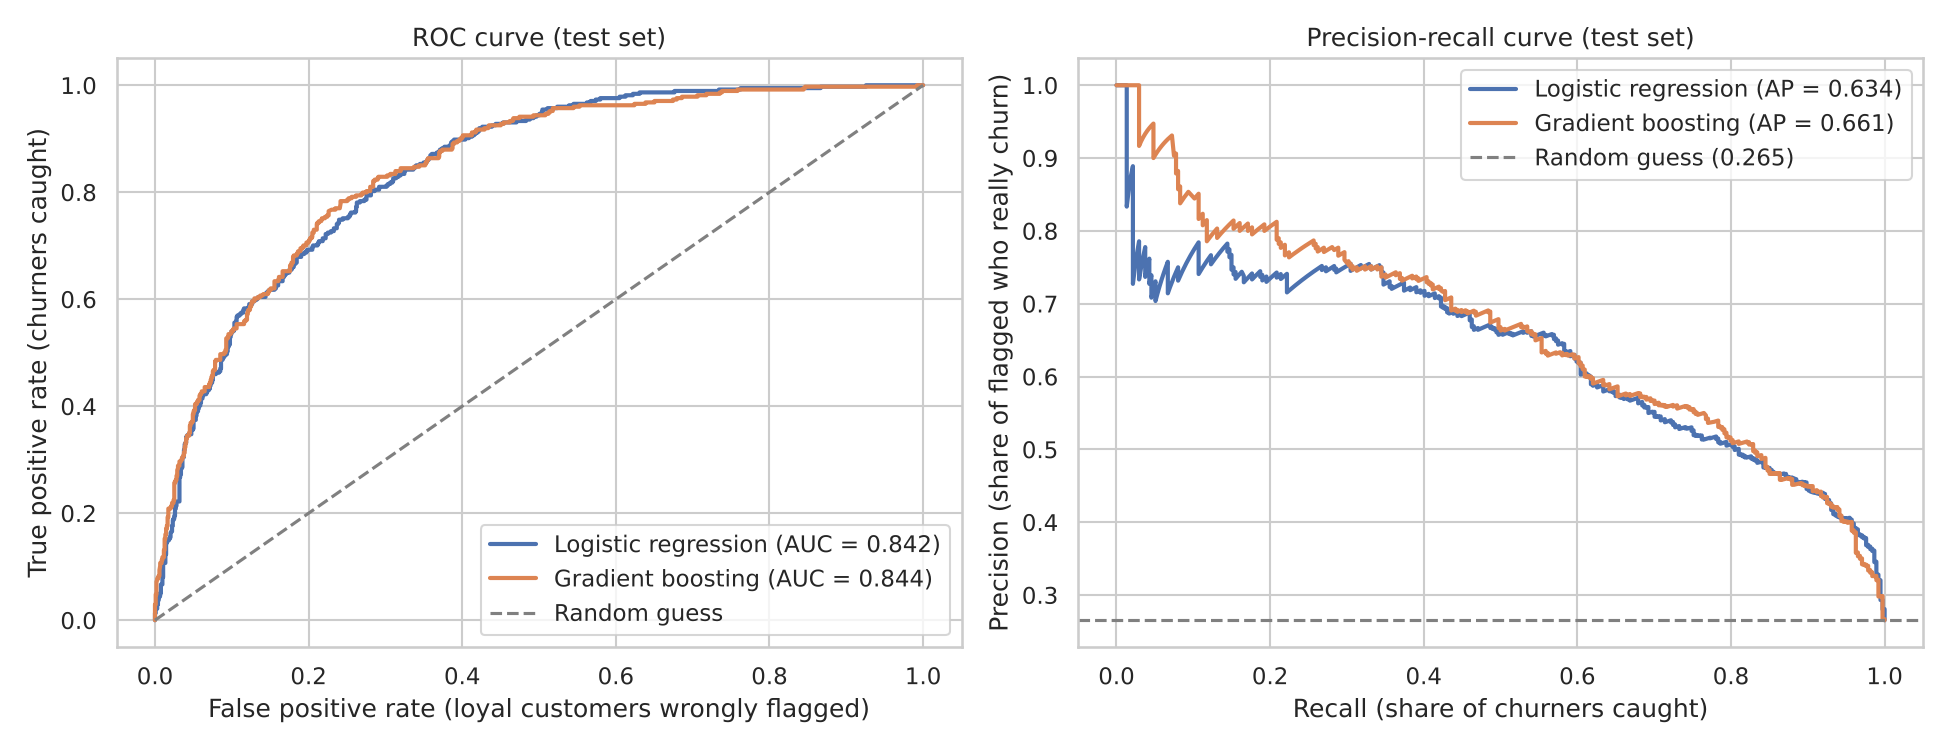 ROC curve (test set)
True positive rate (churners caught)
1.0
0.8
0.6
0.4
0.2
0.0
Logistic regression (AUC = 0.842)
Gradient boosting (AUC = 0.844)
Random guess
0.0 0.2 0.4 0.6 0.8 1.0
False positive rate (loyal customers wrongly flagged)
Precision-recall curve (test set)
Precision (share of flagged who really churn)
1.0
0.9
0.8
0.7
0.6
0.5
0.4
0.3
Logistic regression (AP = 0.634)
Gradient boosting (AP = 0.661)
Random guess (0.265)
0.0 0.2 0.4 0.6 0.8 1.0
Recall (share of churners caught)